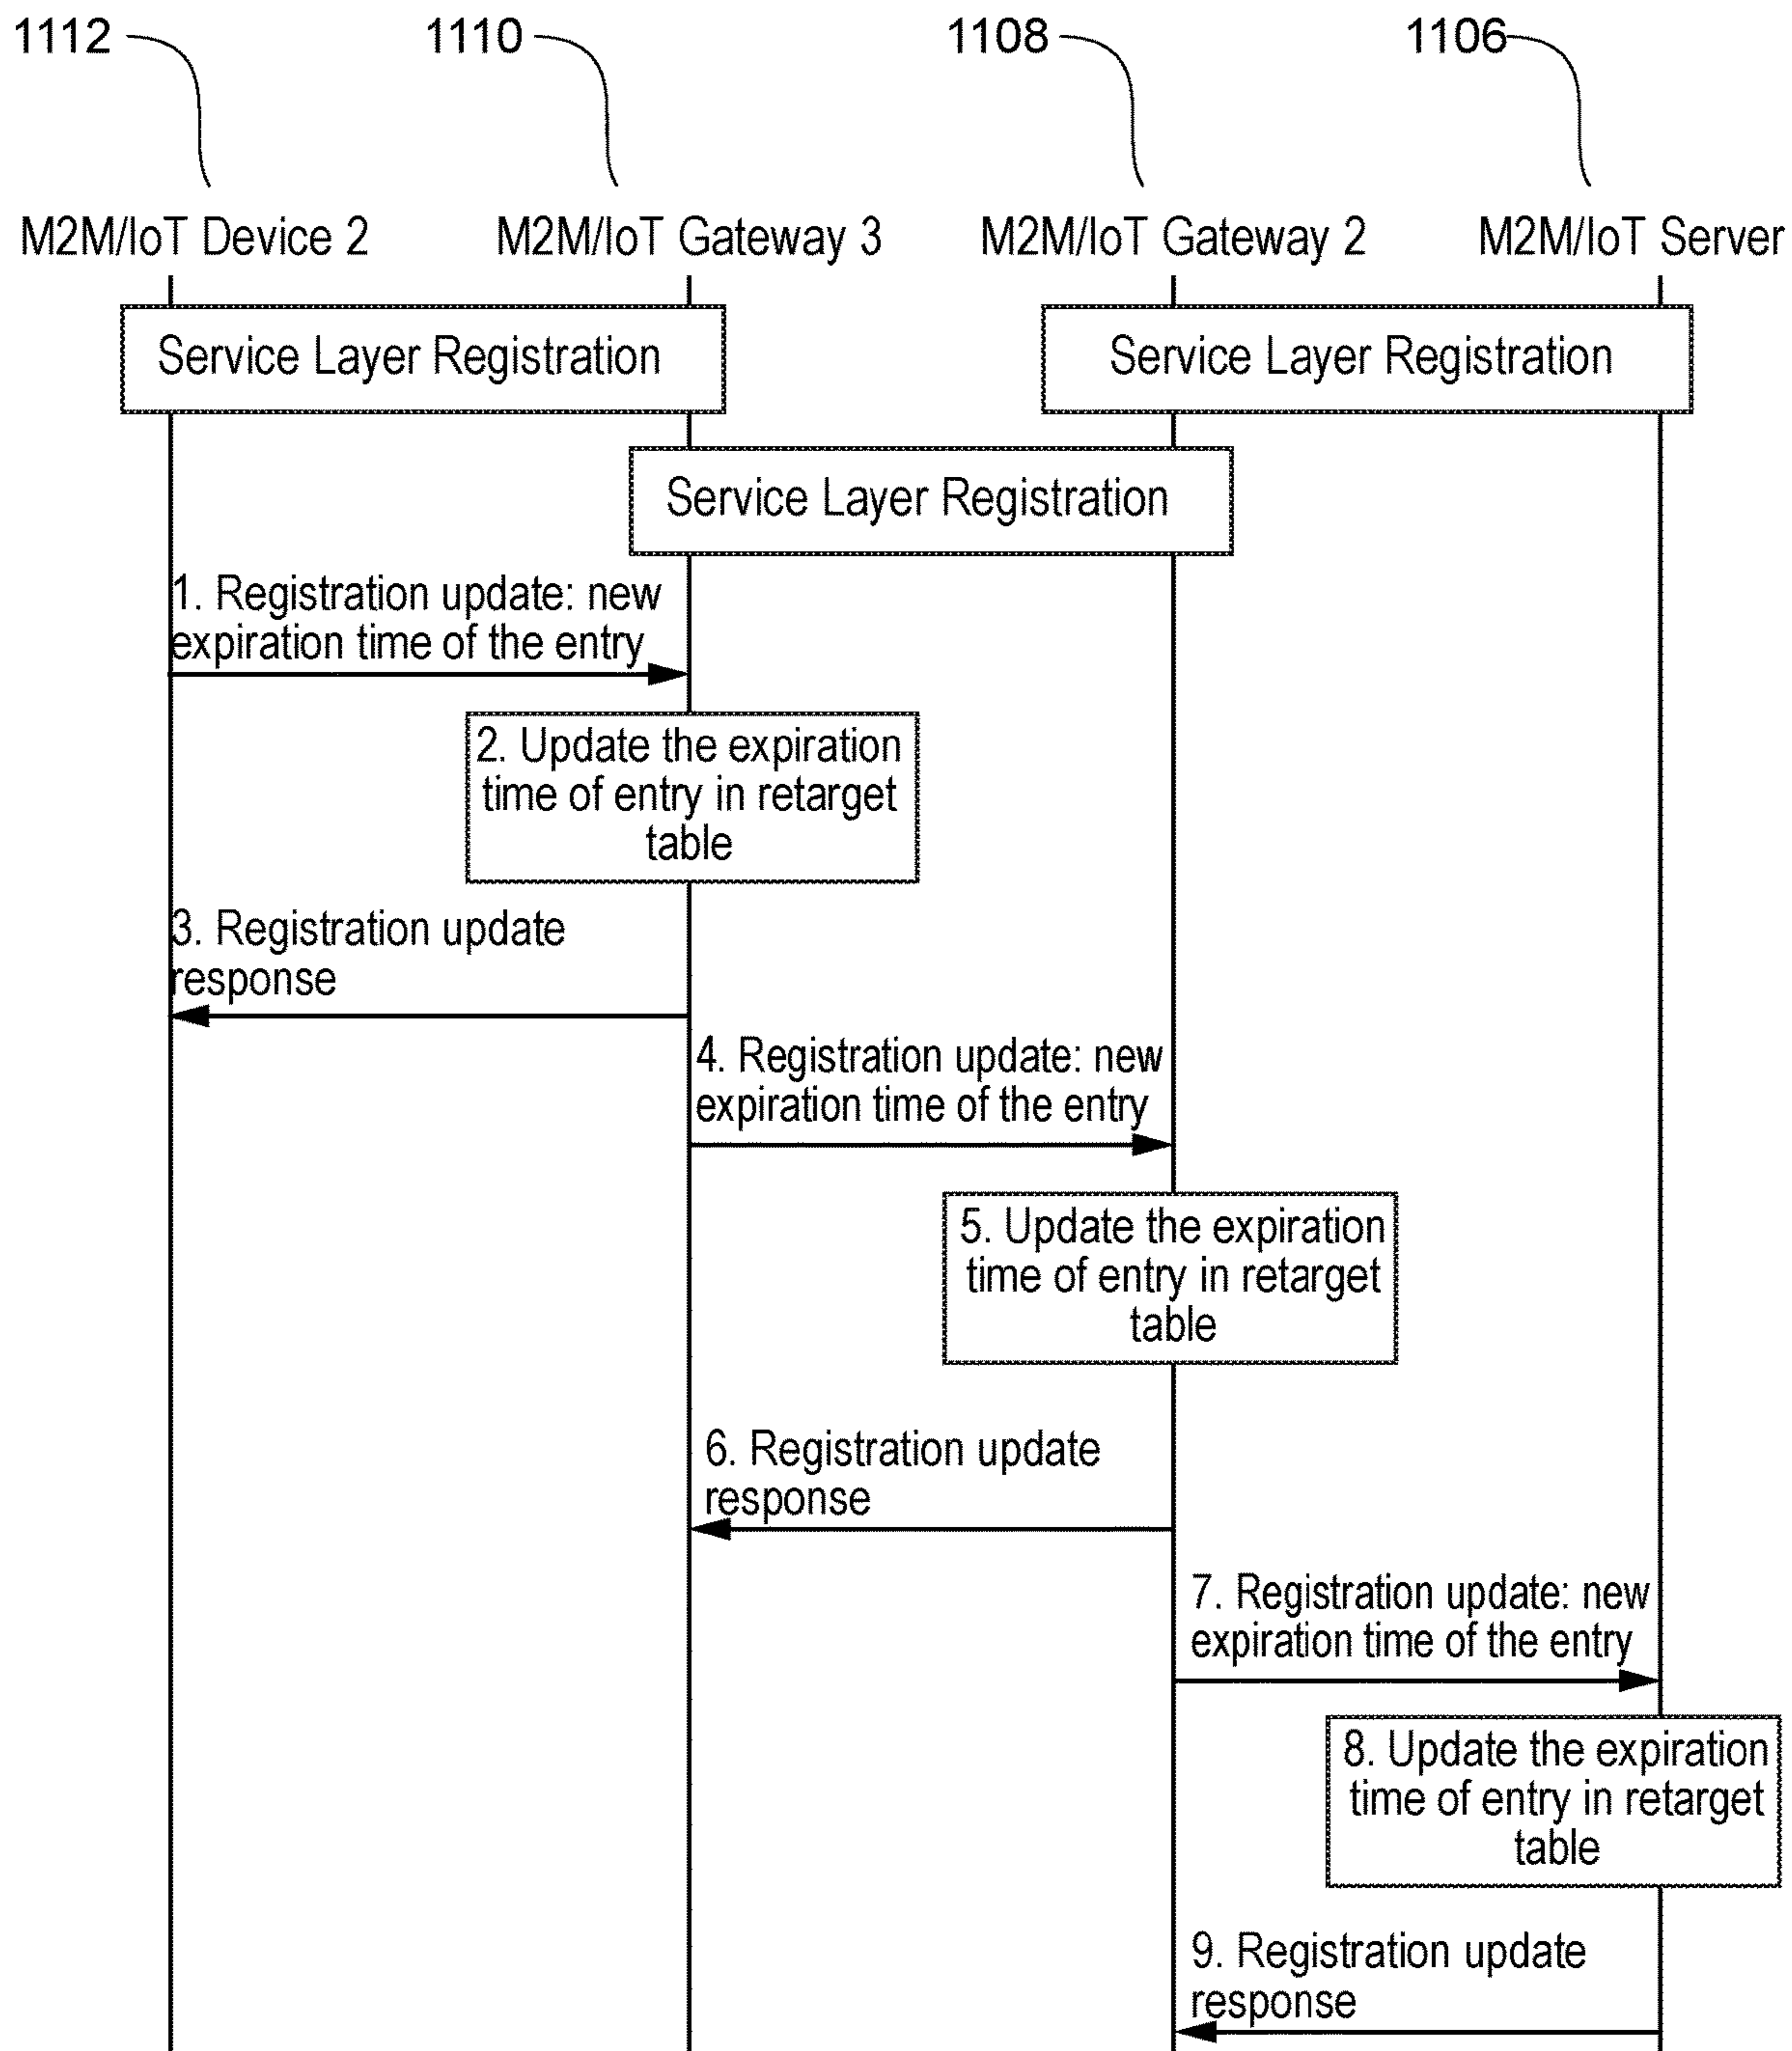 1112
1110
1108
1106
M2M/IoT Device 2
M2M/IoT Gateway 3
M2M/IoT Gateway 2
M2M/IoT Server
Service Layer Registration
Service Layer Registration
Service Layer Registration
1. Registration update: new
expiration time of the entry
2. Update the expiration
time of entry in retarget
table
3. Registration update
response
4. Registration update: new
expiration time of the entry
5. Update the expiration
time of entry in retarget
table
6. Registration update
response
7. Registration update: new
expiration time of the entry
8. Update the expiration
time of entry in retarget
table
9. Registration update
response